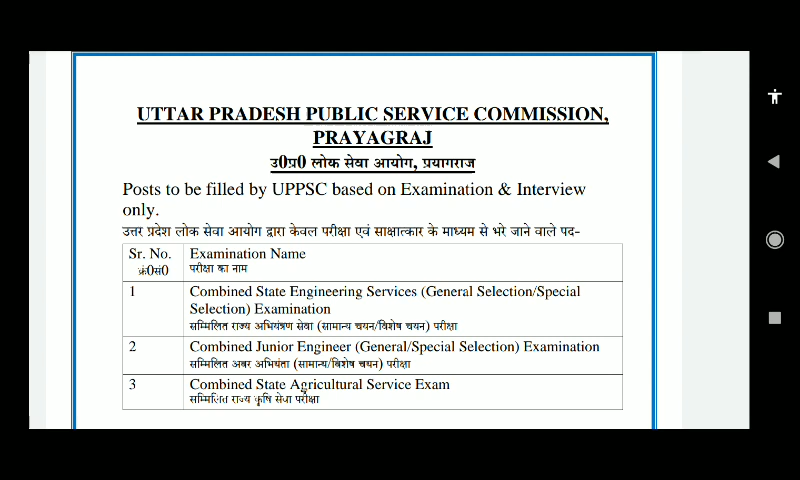 UTTAR PRADESH PUBLIC SERVICE COMMISSION,
PRAYAGRAJ
उ0प्र0 लोक सेवा आयोग, प्रयागराज
Posts to be filled by UPPSC based on Examination & Interview
only.
उत्तर प्रदेश लोक सेवा आयोग द्वारा केवल परीक्षा एवं साक्षात्कार के माध्यम से भरे जाने वाले पद-
Sr. No. Examination Name
क्र0सं0 परीक्षा का नाम
1 Combined State Engineering Services (General Selection/Special
Selection) Examination
सम्मिलित राज्य अभियंत्रण सेवा (सामान्य चयन/विशेष चयन) परीक्षा
2 Combined Junior Engineer (General/Special Selection) Examination
सम्मिलित अवर अभियंता (सामान्य/विशेष चयन) परीक्षा
3 Combined State Agricultural Service Exam
सम्मिलित राज्य कृषि सेवा परीक्षा